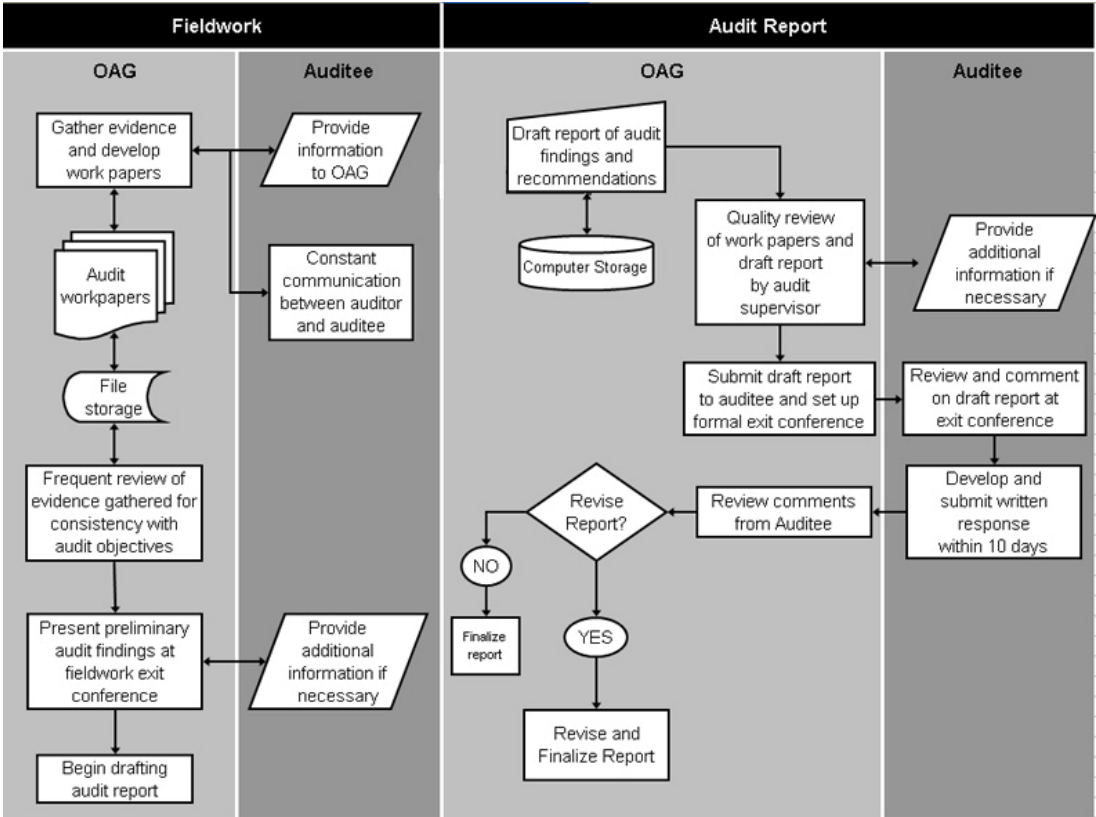 Fieldwork
Audit Report
OAG
Auditee
OAG
Auditee
Gather evidence
and develop
work papers
Provide
information
to OAG
Audit
workpapers
Constant
communication
between auditor
and auditee
File
storage
Frequent review of
evidence gathered for
consistency with
audit objectives
Present preliminary
audit findings at
fieldwork exit
conference
Provide
additional
information if
necessary
Begin drafting
audit report
Draft report of audit
findings and
recommendations
Computer Storage
Quality review
of work papers and
draft report
by audit
supervisor
Provide
additional
information if
necessary
Submit draft report
to auditee and set up
formal exit conference
Review and comment
on draft report at
exit conference
Develop and
submit written
response
within 10 days
Review comments
from Auditee
Revise
Report?
NO
Finalize
report
YES
Revise and
Finalize Report